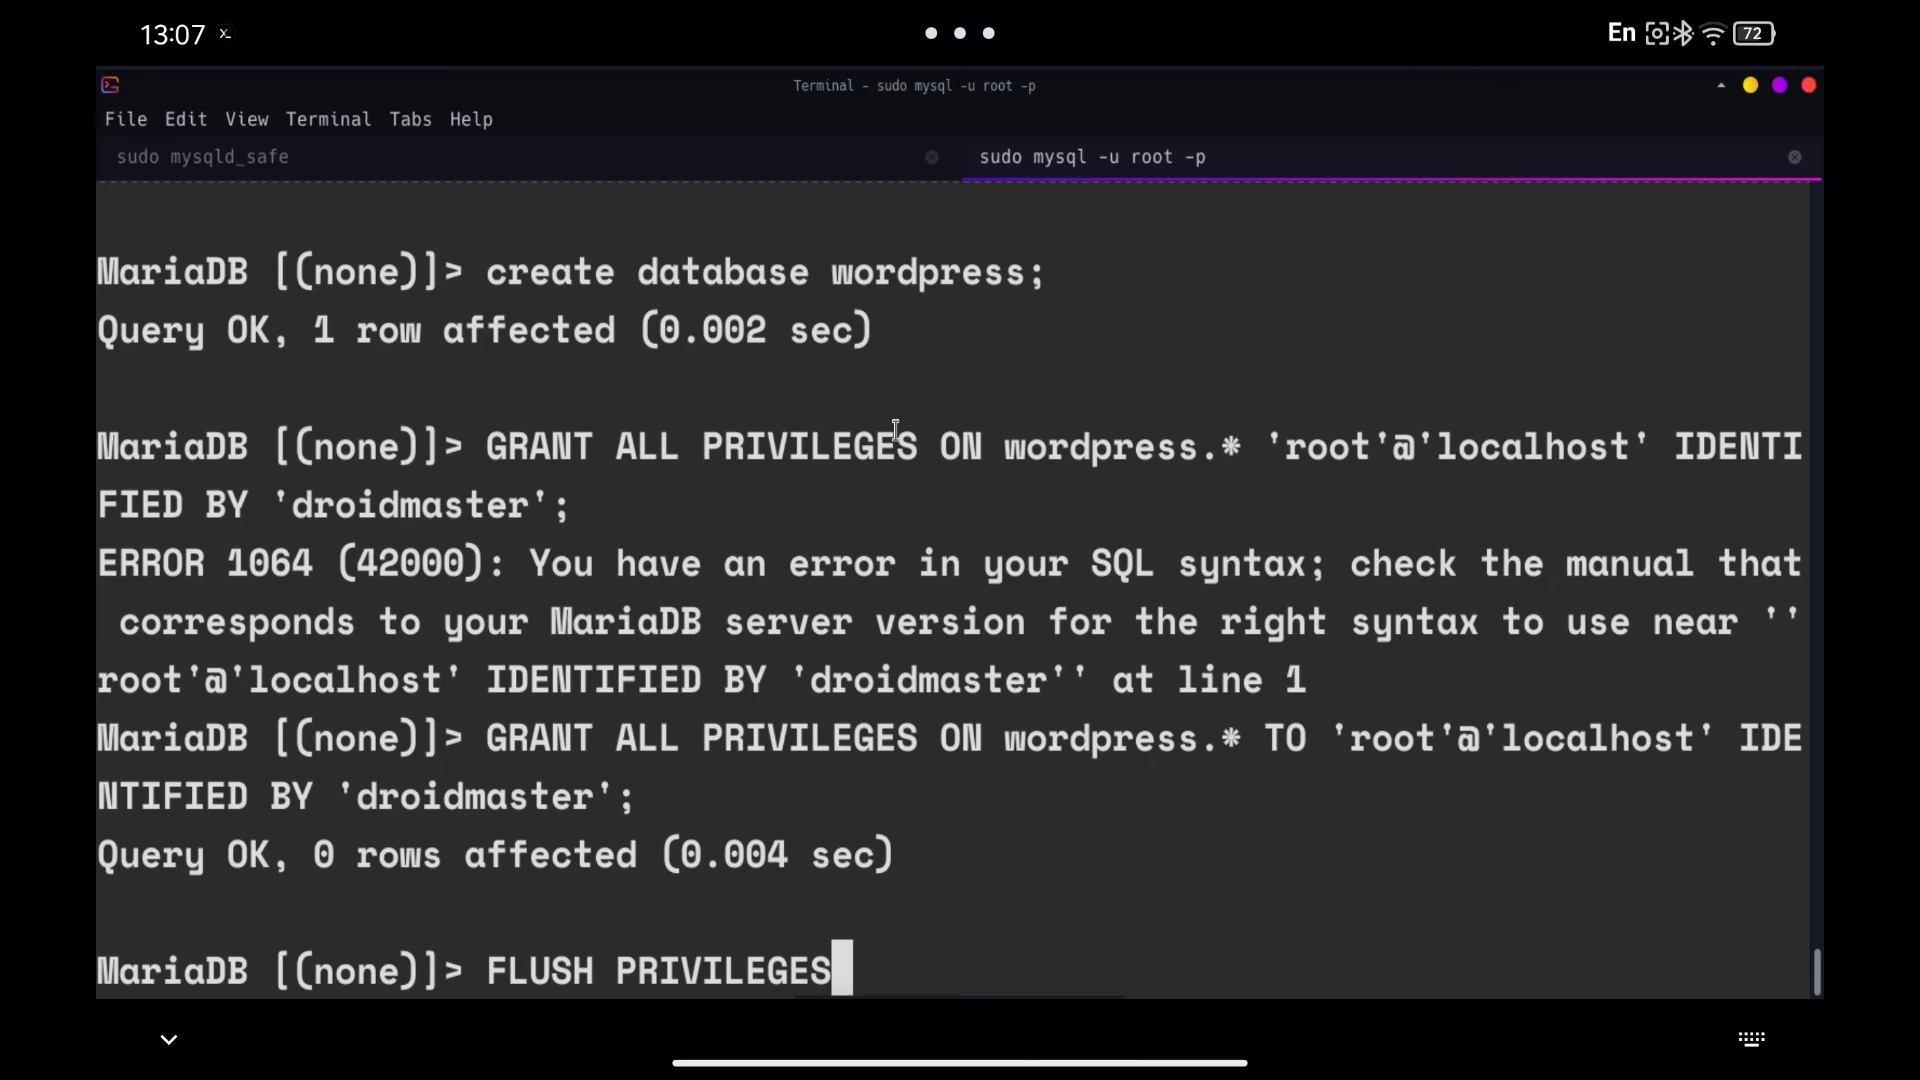 13:07
En 72
Terminal - sudo mysql -u root -p
File Edit View Terminal Tabs Help
sudo mysqld_safe
sudo mysql -u root -p
MariaDB [(none)]> create database wordpress;
Query OK, 1 row affected (0.002 sec)
MariaDB [(none)]> GRANT ALL PRIVILEGES ON wordpress.* 'root'@'localhost' IDENTI
FIED BY 'droidmaster';
ERROR 1064 (42000): You have an error in your SQL syntax; check the manual that
corresponds to your MariaDB server version for the right syntax to use near ''
root'@'localhost' IDENTIFIED BY 'droidmaster'' at line 1
MariaDB [(none)]> GRANT ALL PRIVILEGES ON wordpress.* TO 'root'@'localhost' IDE
NTIFIED BY 'droidmaster';
Query OK, 0 rows affected (0.004 sec)
MariaDB [(none)]> FLUSH PRIVILEGES